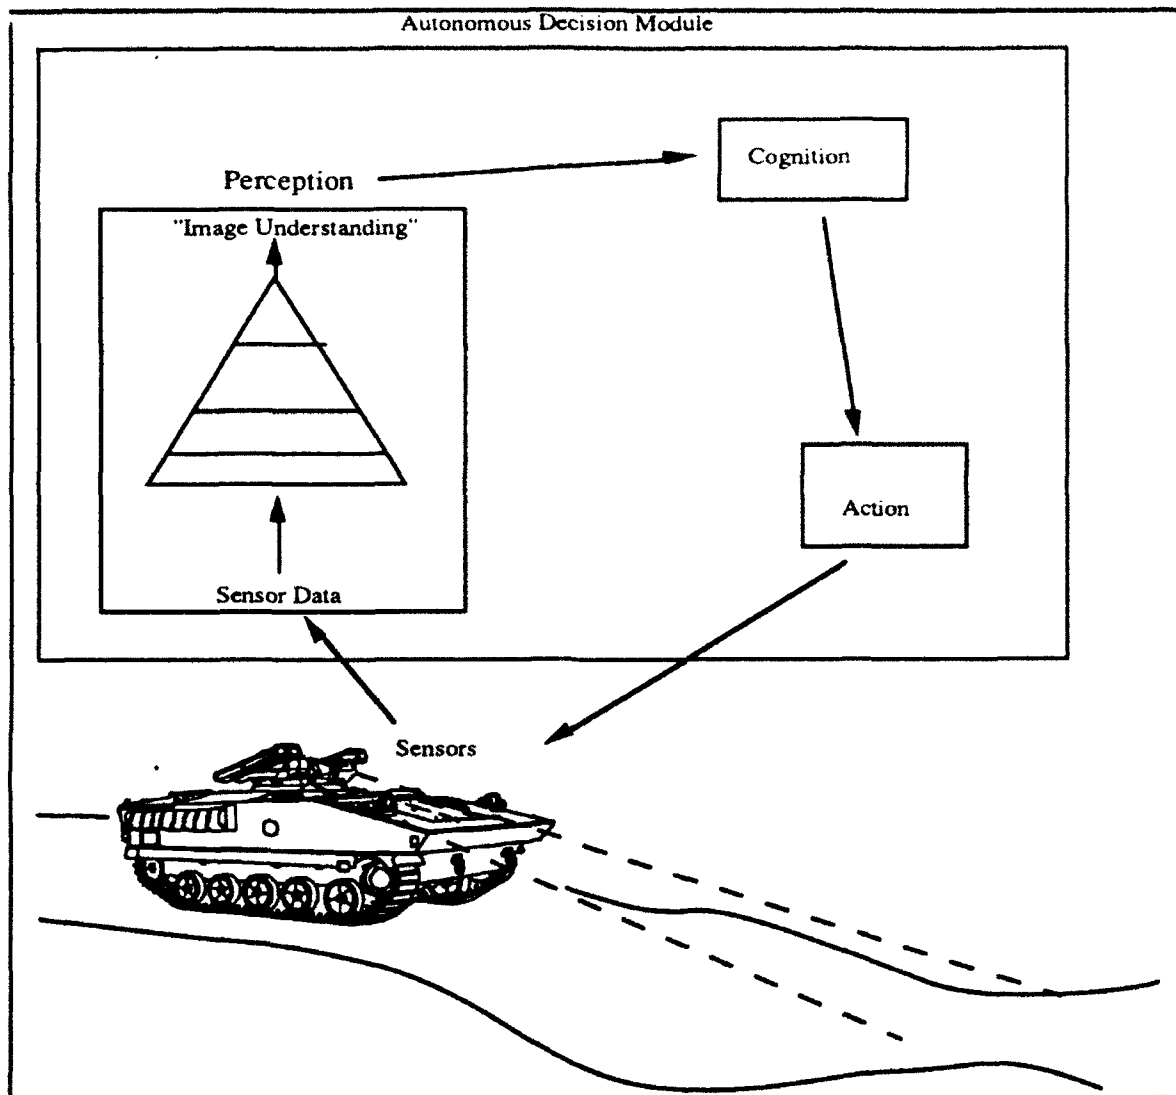 Autonomous Decision Module
Cognition
Perception
"Image Understanding"
Action
Sensor Data
Sensors